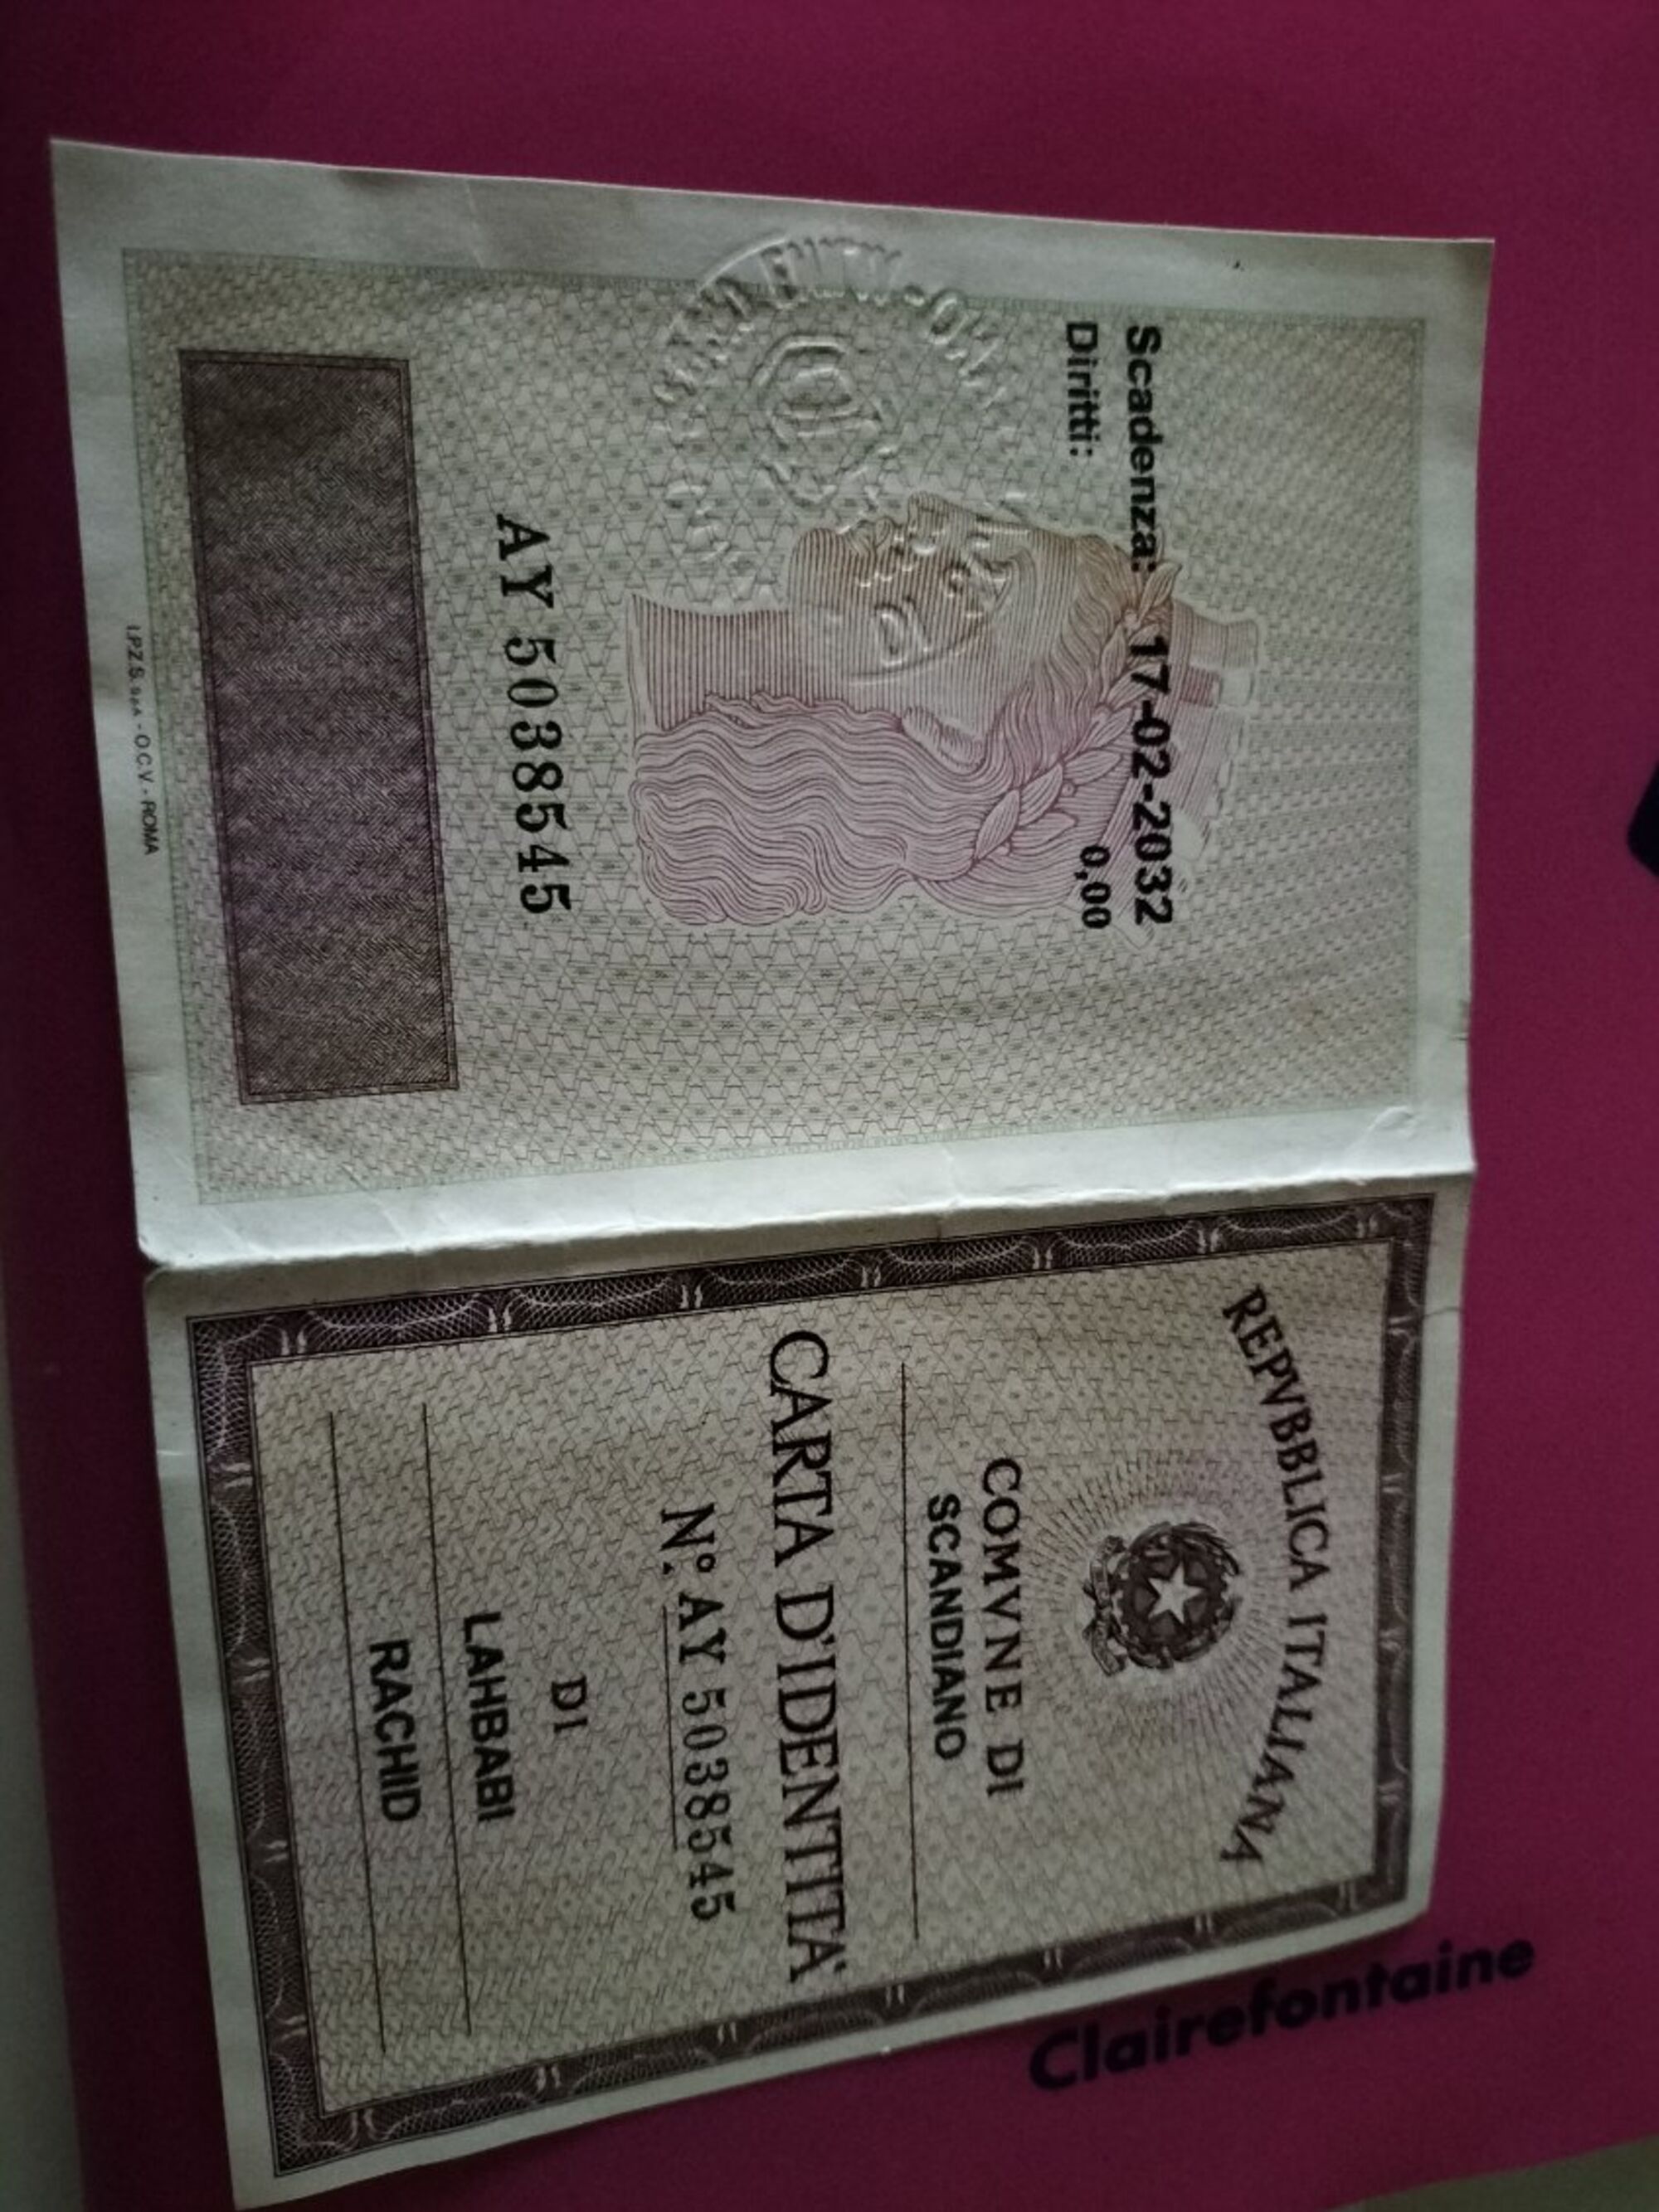 Scadenza: 17-02-2032
Diritti: 0,00
AY 5038545
I.P.Z.S. S.p.A. - O.C.V. - ROMA
REPVBBLICA ITALIANA
COMVNE DI
SCANDIANO
CARTA D'IDENTITA'
N° AY 5038545
DI
LAHBABI
RACHID
Clairefontaine